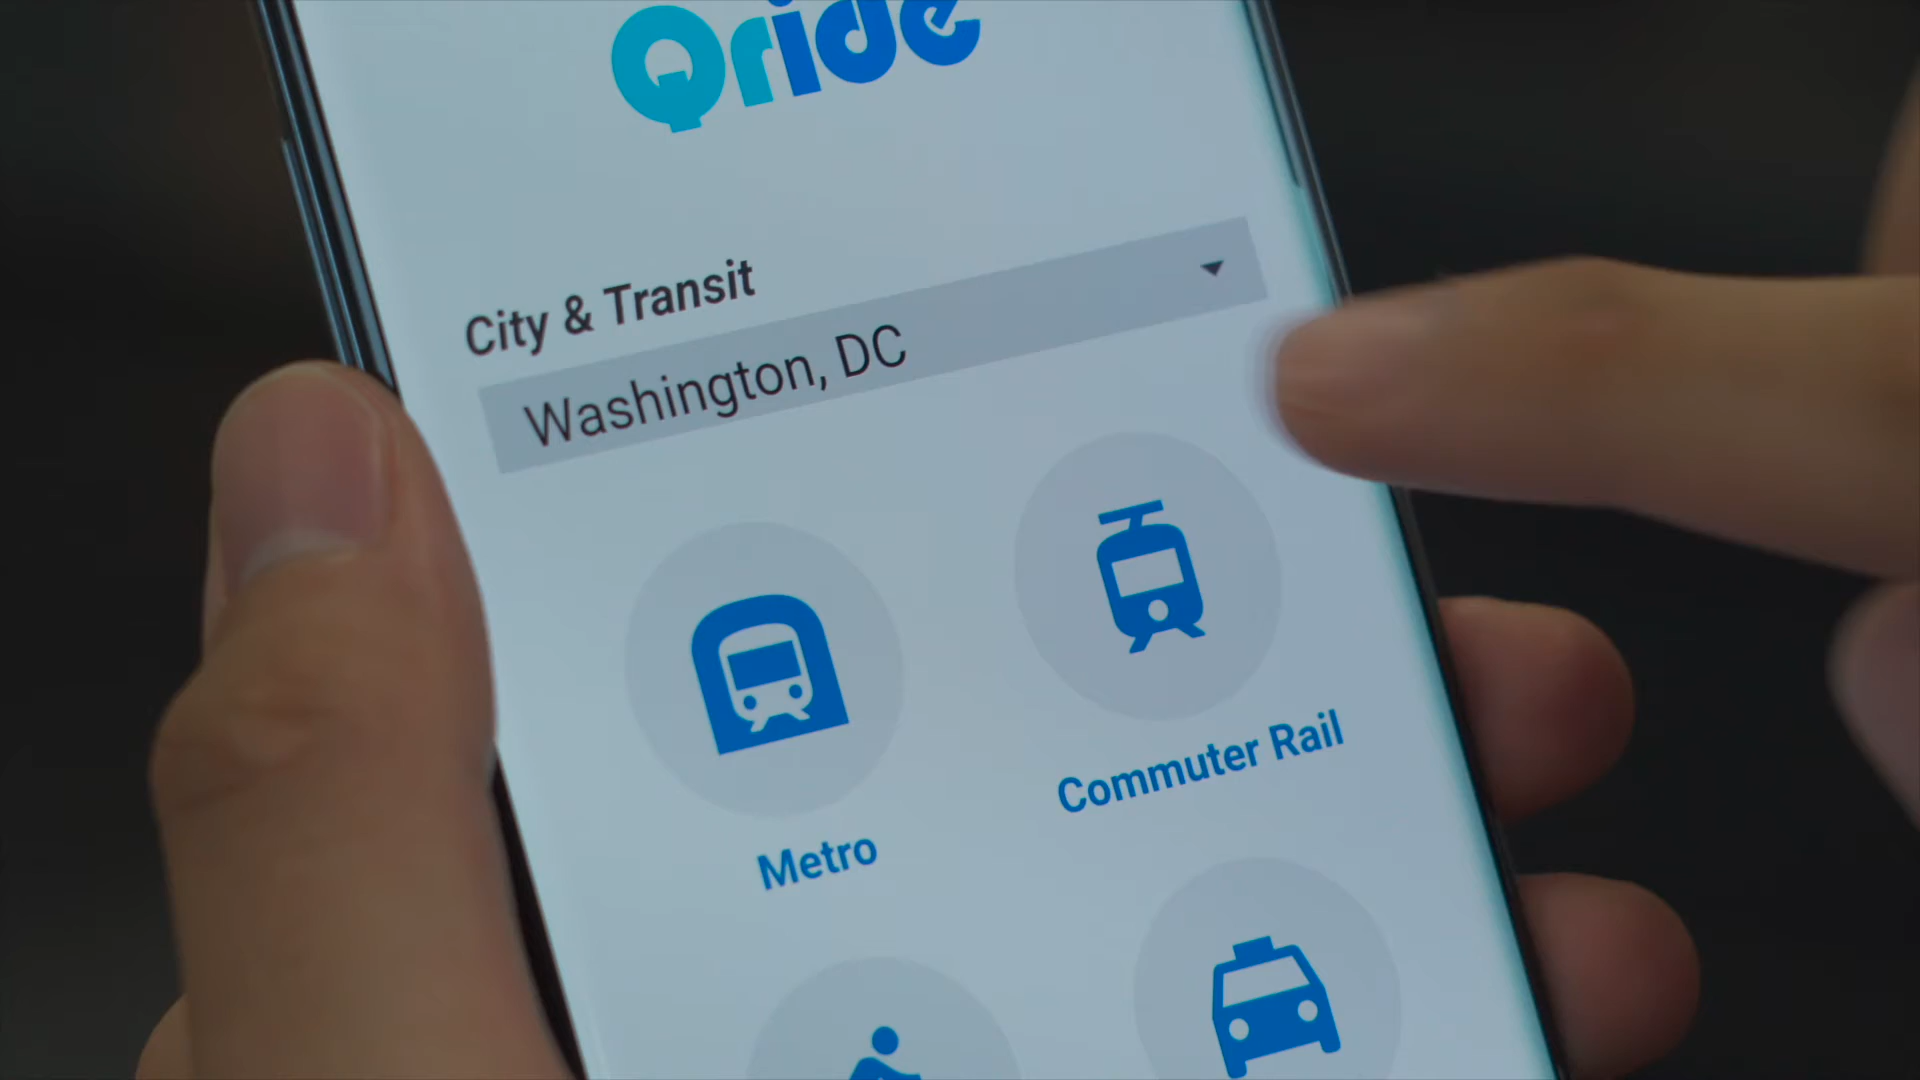 Qride
City & Transit
Washington, DC
Commuter Rail
Metro